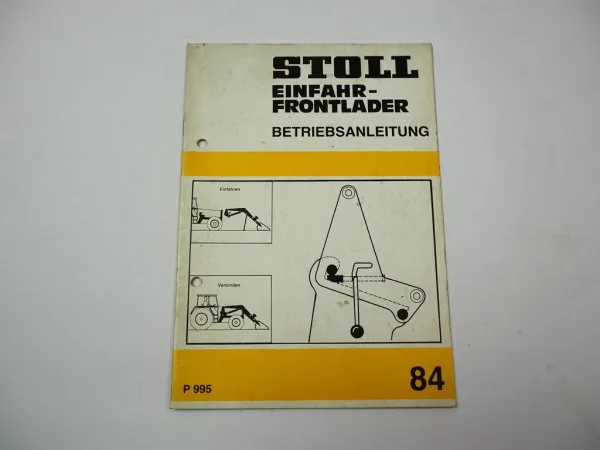 STOLL
EINFAHR-
FRONTLADER
BETRIEBSANLEITUNG
Einfahren
Verbinden
P 995
84